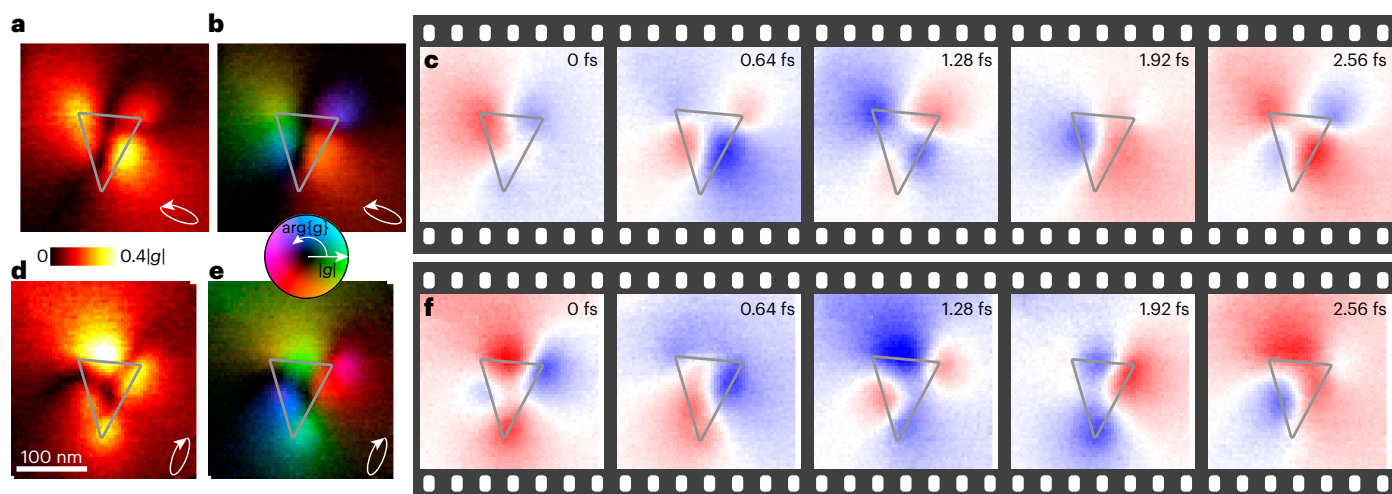 a
b
c
0 fs
0.64 fs
1.28 fs
1.92 fs
2.56 fs
arg{g}
|g|
0
0.4|g|
d
e
f
0 fs
0.64 fs
1.28 fs
1.92 fs
2.56 fs
100 nm